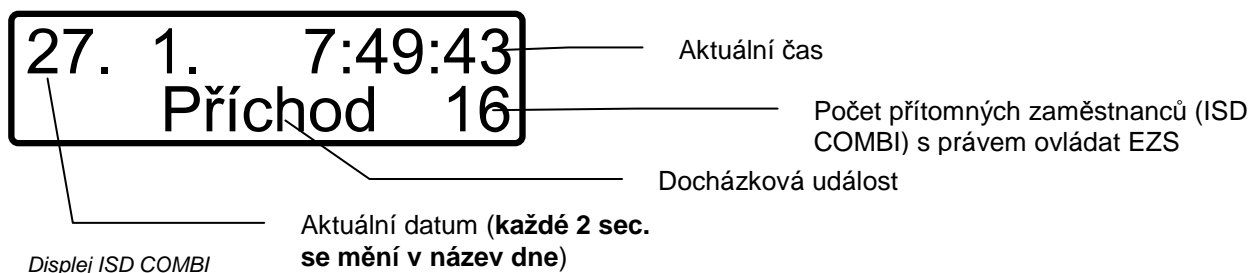 27. 1. 7:49:43
Příchod 16
Aktuální čas
Počet přítomných zaměstnanců (ISD
COMBI) s právem ovládat EZS
Docházková událost
Aktuální datum (každé 2 sec.
se mění v název dne)
Displej ISD COMBI